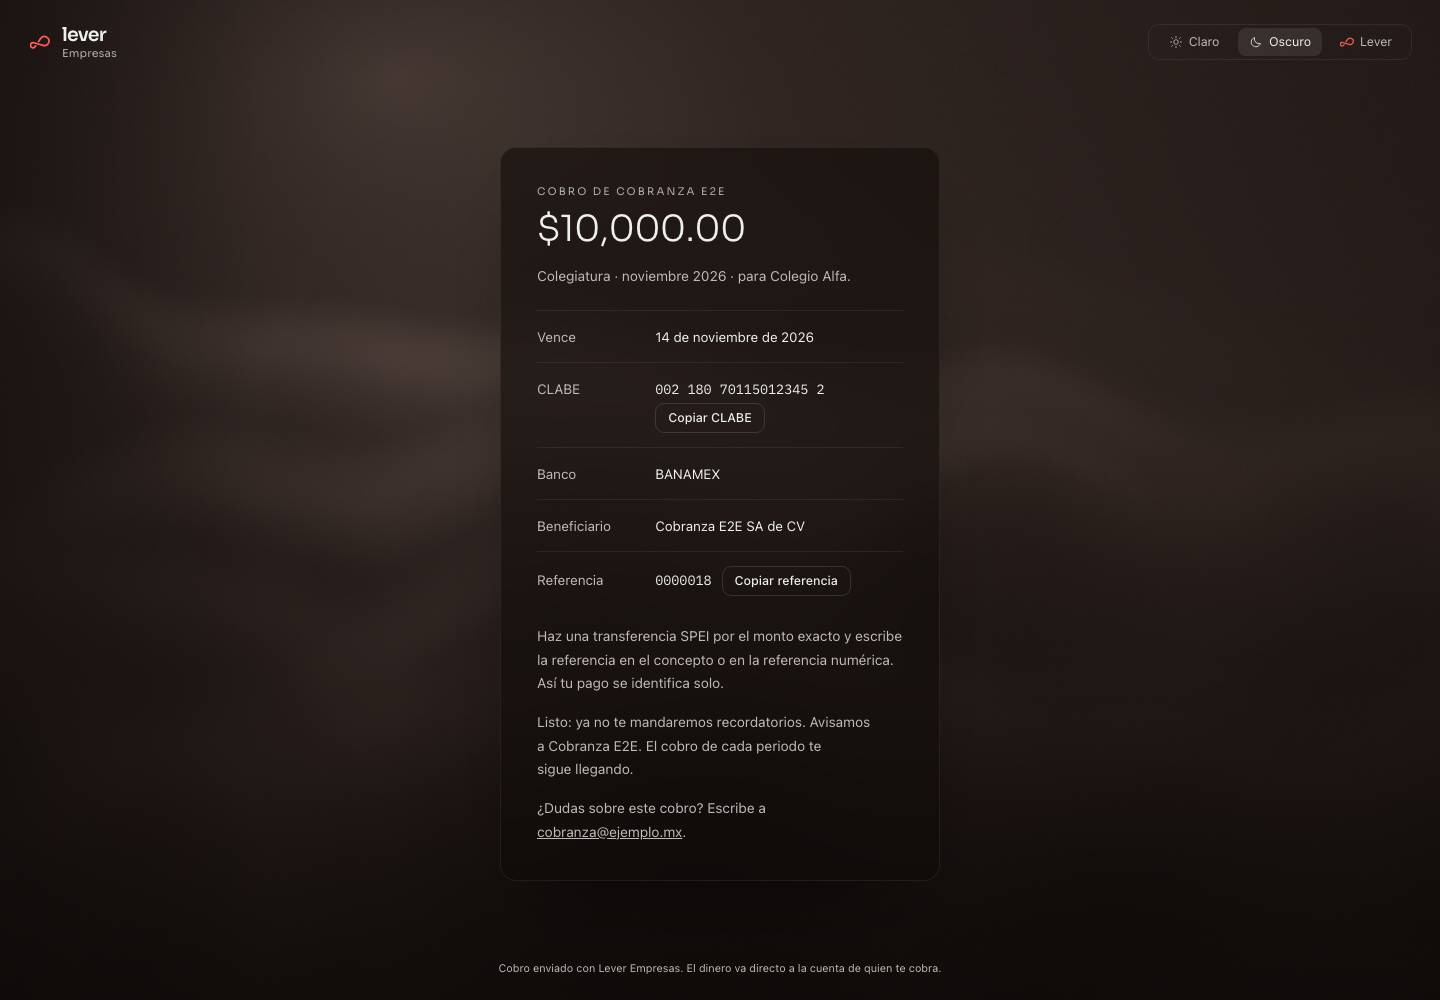 lever
Empresas
Claro
Oscuro
Lever
COBRO DE COBRANZA E2E
$10,000.00
Colegiatura · noviembre 2026 · para Colegio Alfa.
Vence 14 de noviembre de 2026
CLABE 002 180 70115012345 2
Copiar CLABE
Banco BANAMEX
Beneficiario Cobranza E2E SA de CV
Referencia 0000018 Copiar referencia
Haz una transferencia SPEI por el monto exacto y escribe
la referencia en el concepto o en la referencia numérica.
Así tu pago se identifica solo.
Listo: ya no te mandaremos recordatorios. Avisamos
a Cobranza E2E. El cobro de cada periodo te
sigue llegando.
¿Dudas sobre este cobro? Escribe a
cobranza@ejemplo.mx.
Cobro enviado con Lever Empresas. El dinero va directo a la cuenta de quien te cobra.